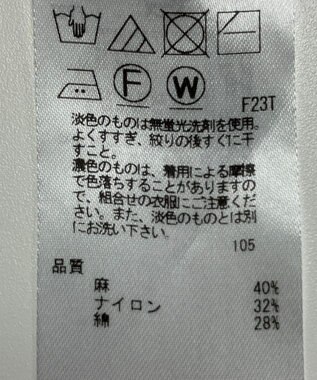 F W
F23T
淡色のものは無蛍光洗剤を使用。
よくすすぎ、絞りの後すぐに干
すこと。
濃色のものは、着用による摩擦
で色落ちすることがありますの
で、組合せの衣服にご注意くだ
さい。また、淡色のものとは別
にお洗い下さい。
105
品質
麻 40%
ナイロン 32%
綿 28%